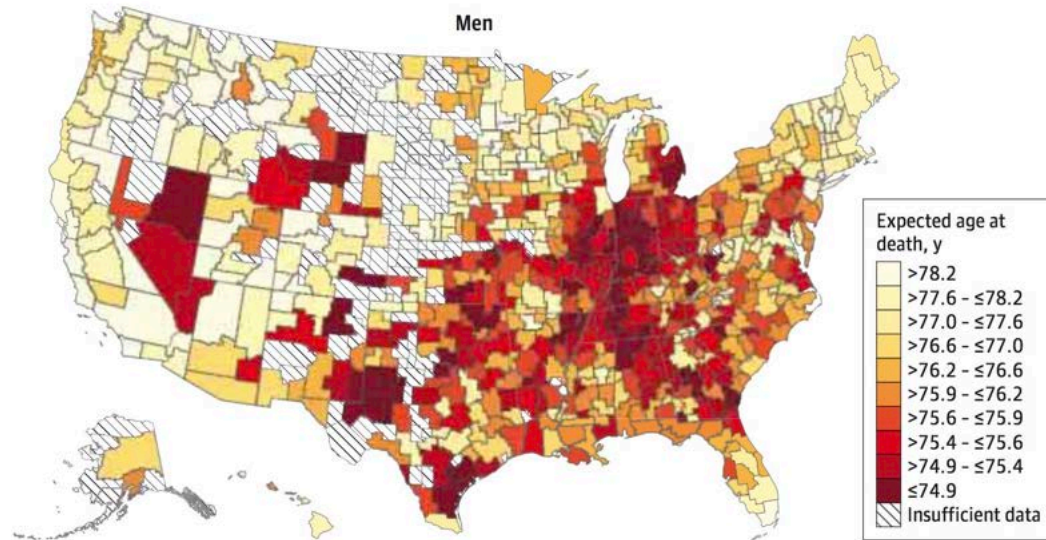 Men
Expected age at
death, y
>78.2
>77.6 – ≤78.2
>77.0 – ≤77.6
>76.6 – ≤77.0
>76.2 – ≤76.6
>75.9 – ≤76.2
>75.6 – ≤75.9
>75.4 – ≤75.6
>74.9 – ≤75.4
≤74.9
Insufficient data